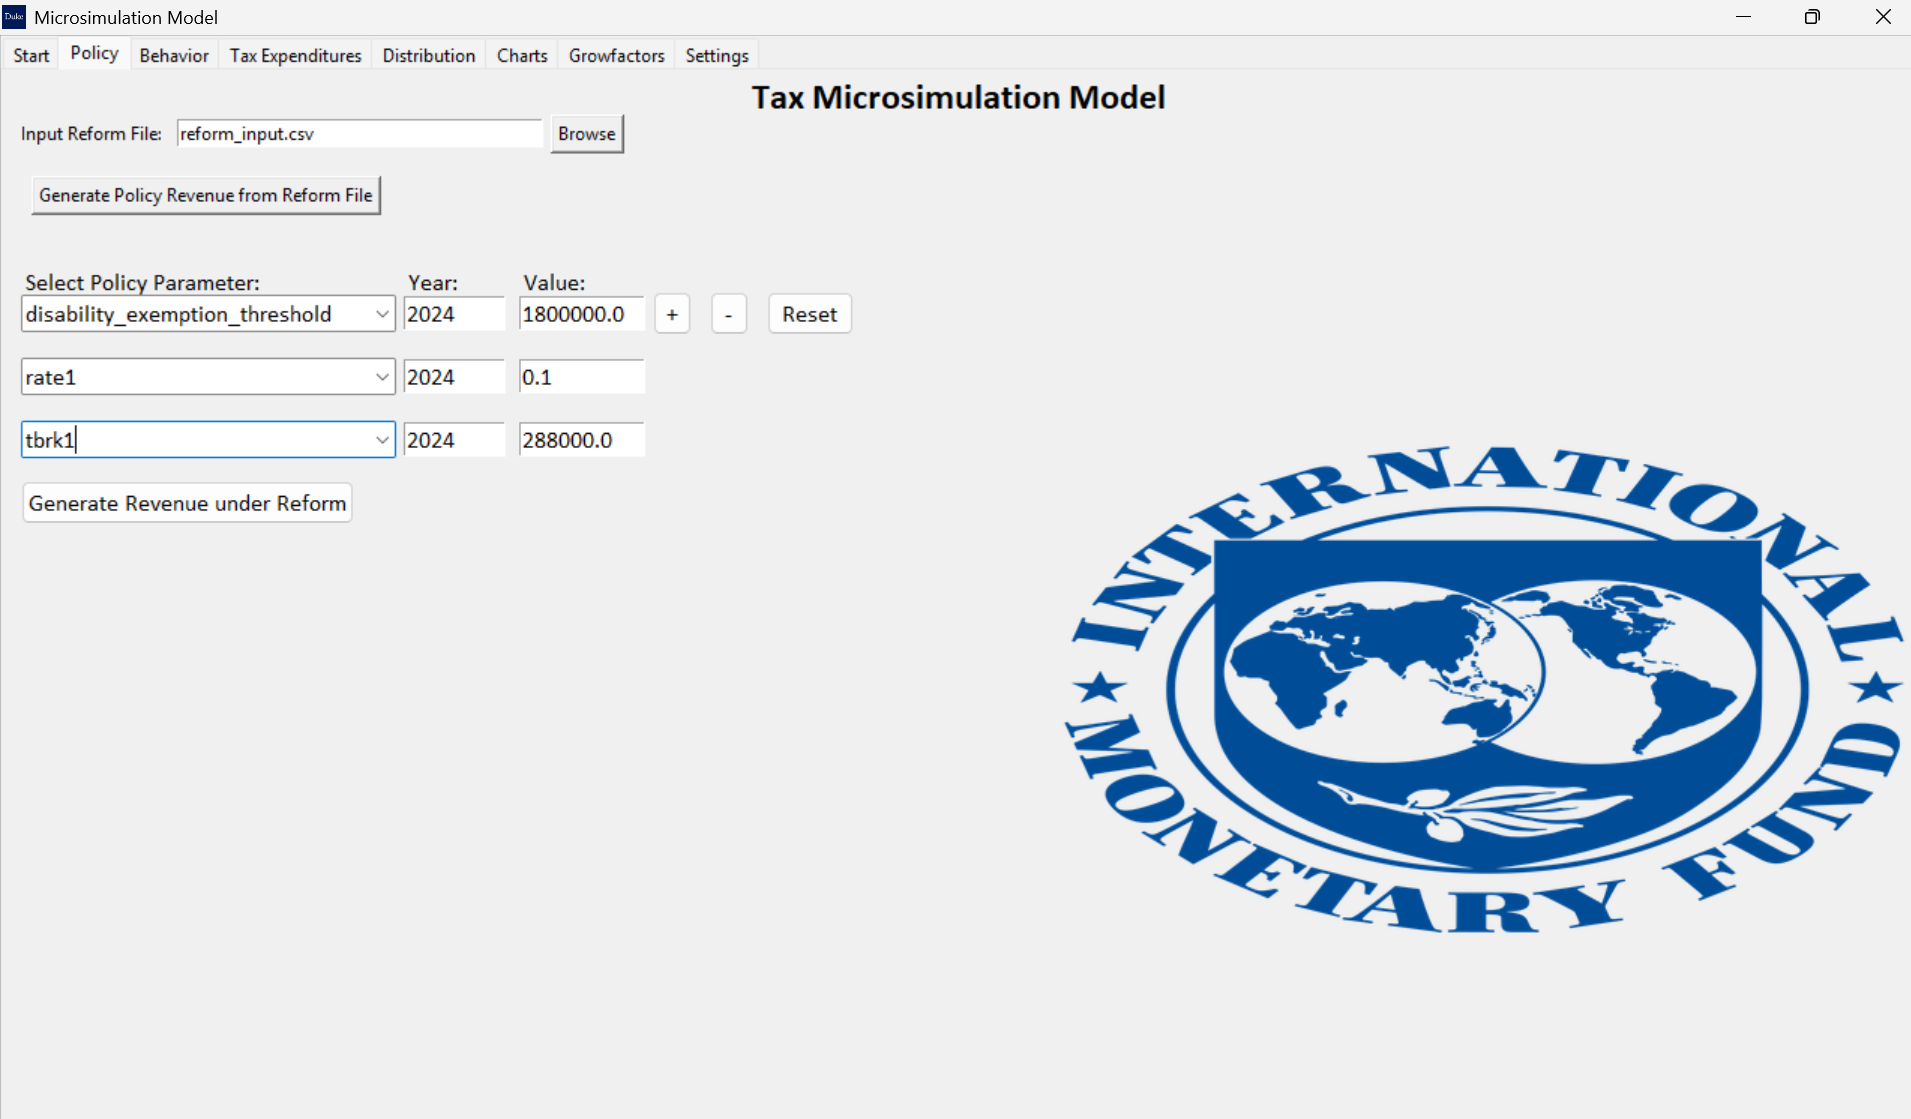 Duke Microsimulation Model
Start Policy Behavior Tax Expenditures Distribution Charts Growfactors Settings
Tax Microsimulation Model
Input Reform File: reform_input.csv Browse
Generate Policy Revenue from Reform File
Select Policy Parameter: Year: Value:
disability_exemption_threshold 2024 1800000.0 + - Reset
rate1 2024 0.1
tbrk1 2024 288000.0
Generate Revenue under Reform
INTERNATIONAL
MONETARY FUND